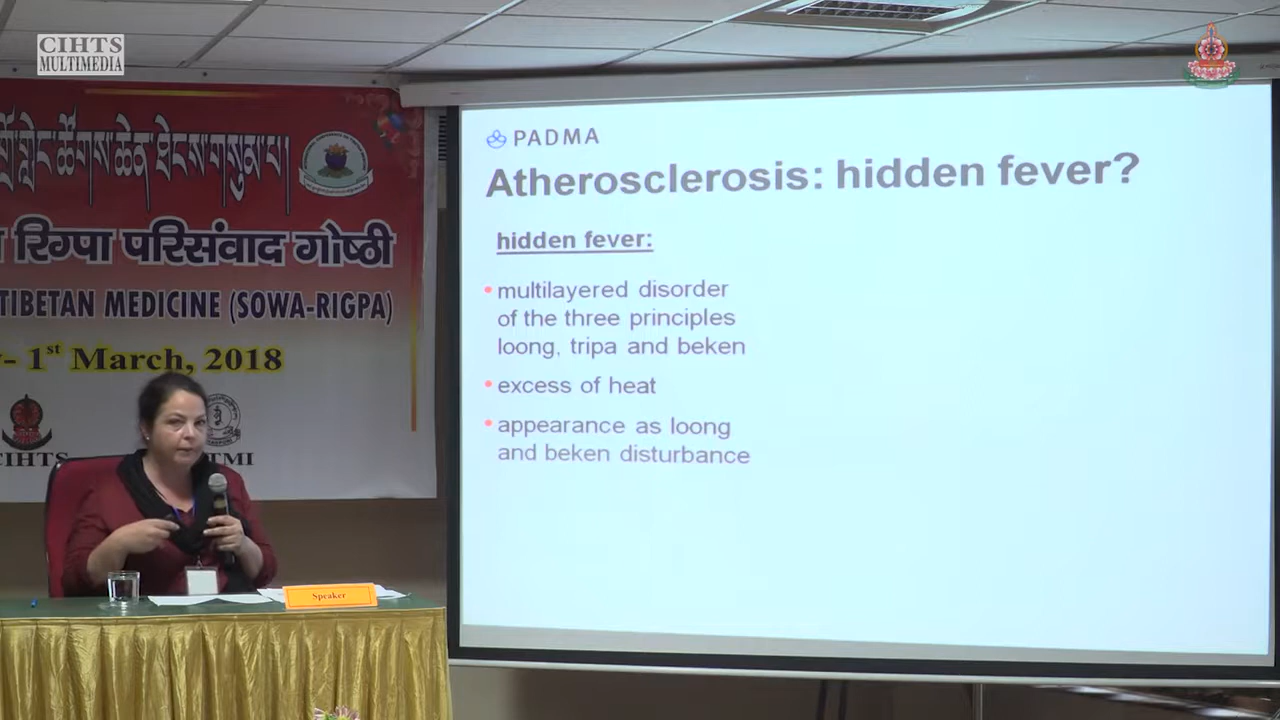 CIHTS
MULTIMEDIA
रिग्पा परिसंवाद गोष्ठी
TIBETAN MEDICINE (SOWA-RIGPA)
1st March, 2018
CIHTS
TMI
Speaker
PADMA
Atherosclerosis: hidden fever?
hidden fever:
• multilayered disorder
of the three principles
loong, tripa and beken
• excess of heat
• appearance as loong
and beken disturbance